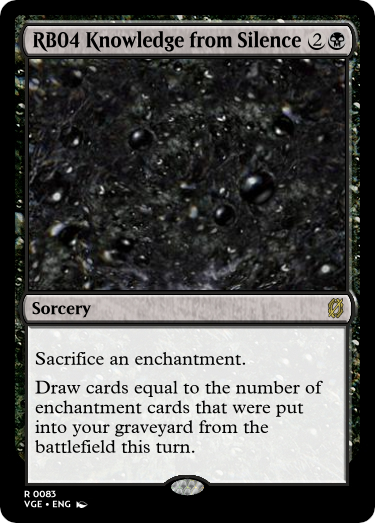 RB04 Knowledge from Silence 2
Sorcery
Sacrifice an enchantment.
Draw cards equal to the number of
enchantment cards that were put
into your graveyard from the
battlefield this turn.
R 0083
VGE • ENG